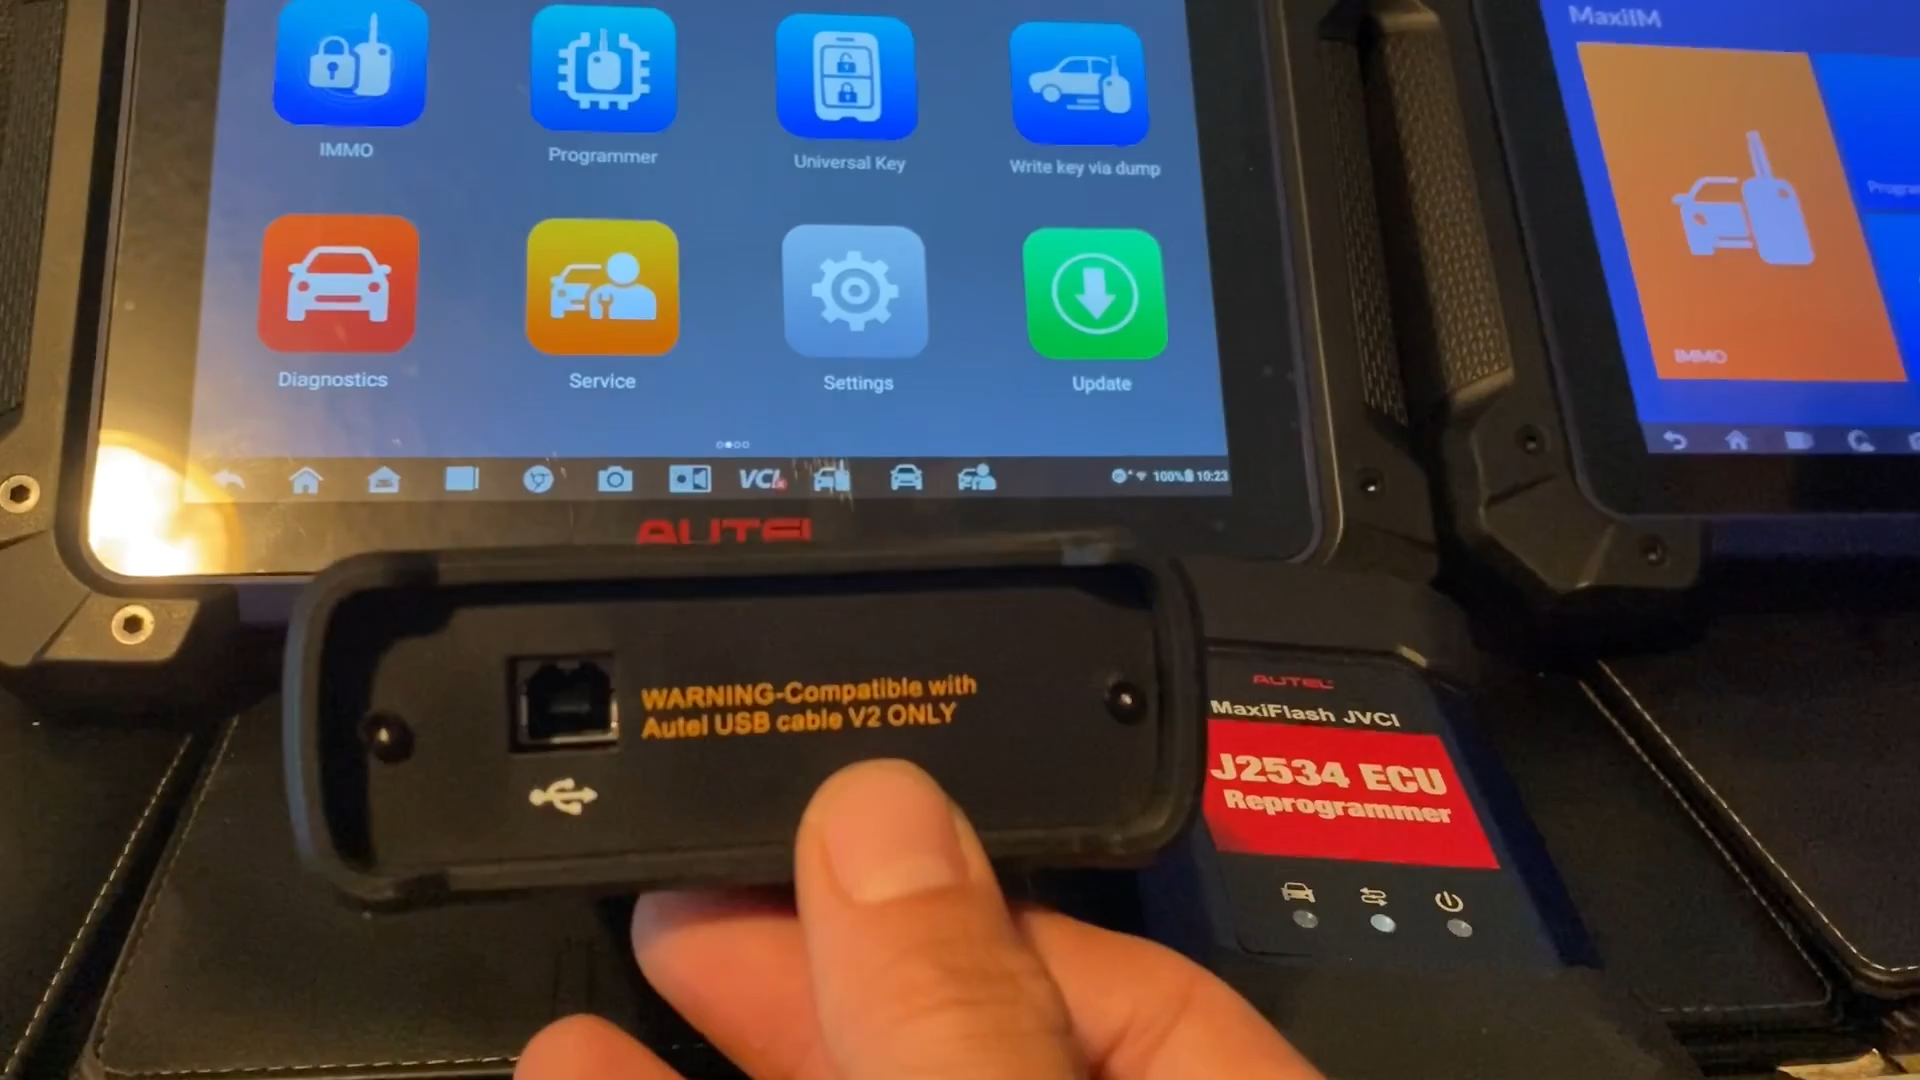 MaxiIM
IMMO
Programmer
Universal Key
Write key via dump
Diagnostics
Service
Settings
Update
IMMO
VCI
100% 10:23
AUTEL
WARNING-Compatible with
Autel USB cable V2 ONLY
AUTEL
MaxiFlash JVCI
J2534 ECU
Reprogrammer